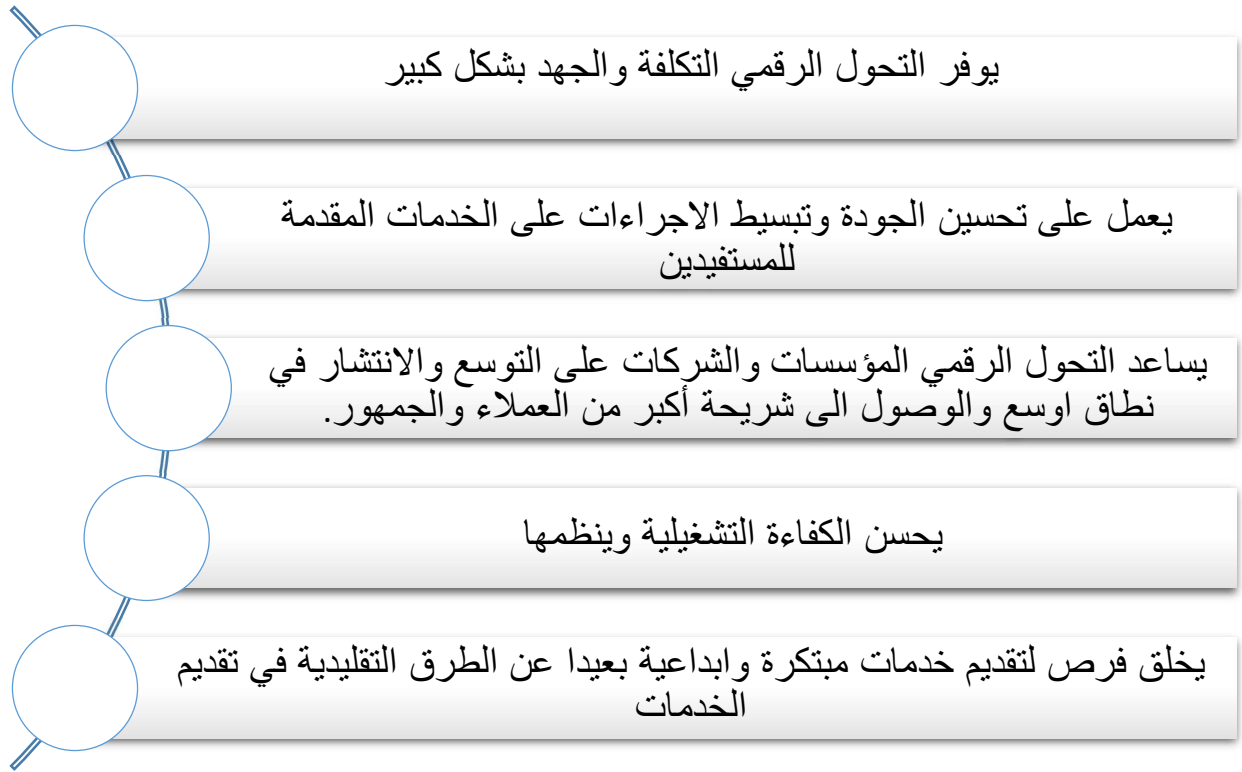 يوفر التحول الرقمي التكلفة والجهد بشكل كبير
يعمل على تحسين الجودة وتبسيط الاجراءات على الخدمات المقدمة
للمستفيدين
يساعد التحول الرقمي المؤسسات والشركات على التوسع والانتشار في
نطاق اوسع والوصول الى شريحة أكبر من العملاء والجمهور.
يحسن الكفاءة التشغيلية وينظمها
يخلق فرص لتقديم خدمات مبتكرة وابداعية بعيدا عن الطرق التقليدية في تقديم
الخدمات